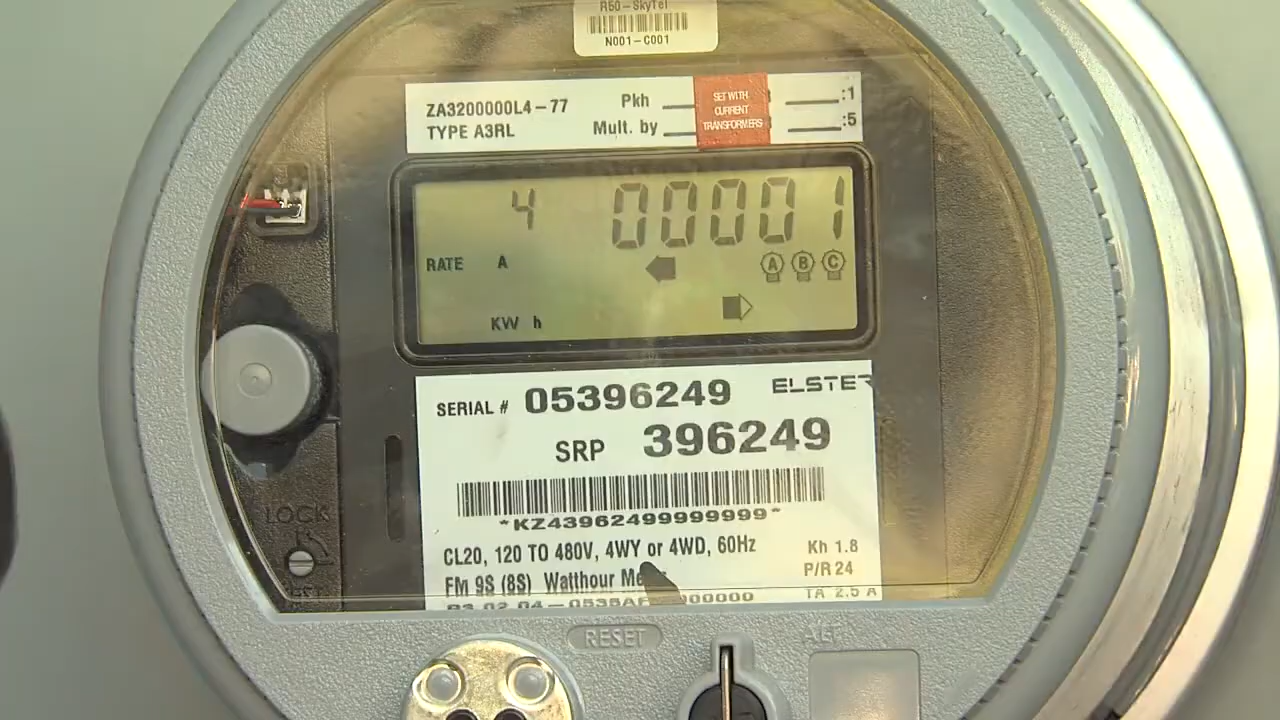 R50-SkyTel
N001-C001
ZA3200000L4-77 Pkh :1
TYPE A3RL Mult. by :5
SET WITH
CURRENT
TRANSFORMERS
4 00001
RATE A A B C
KW h
SERIAL # 05396249 ELSTER
SRP 396249
*KZ43962499999999*
CL20, 120 TO 480V, 4WY or 4WD, 60Hz Kh 1.8
FM 9S (8S) Watthour P/R 24
TA 2.5 A
LOCK
RESET
ALT